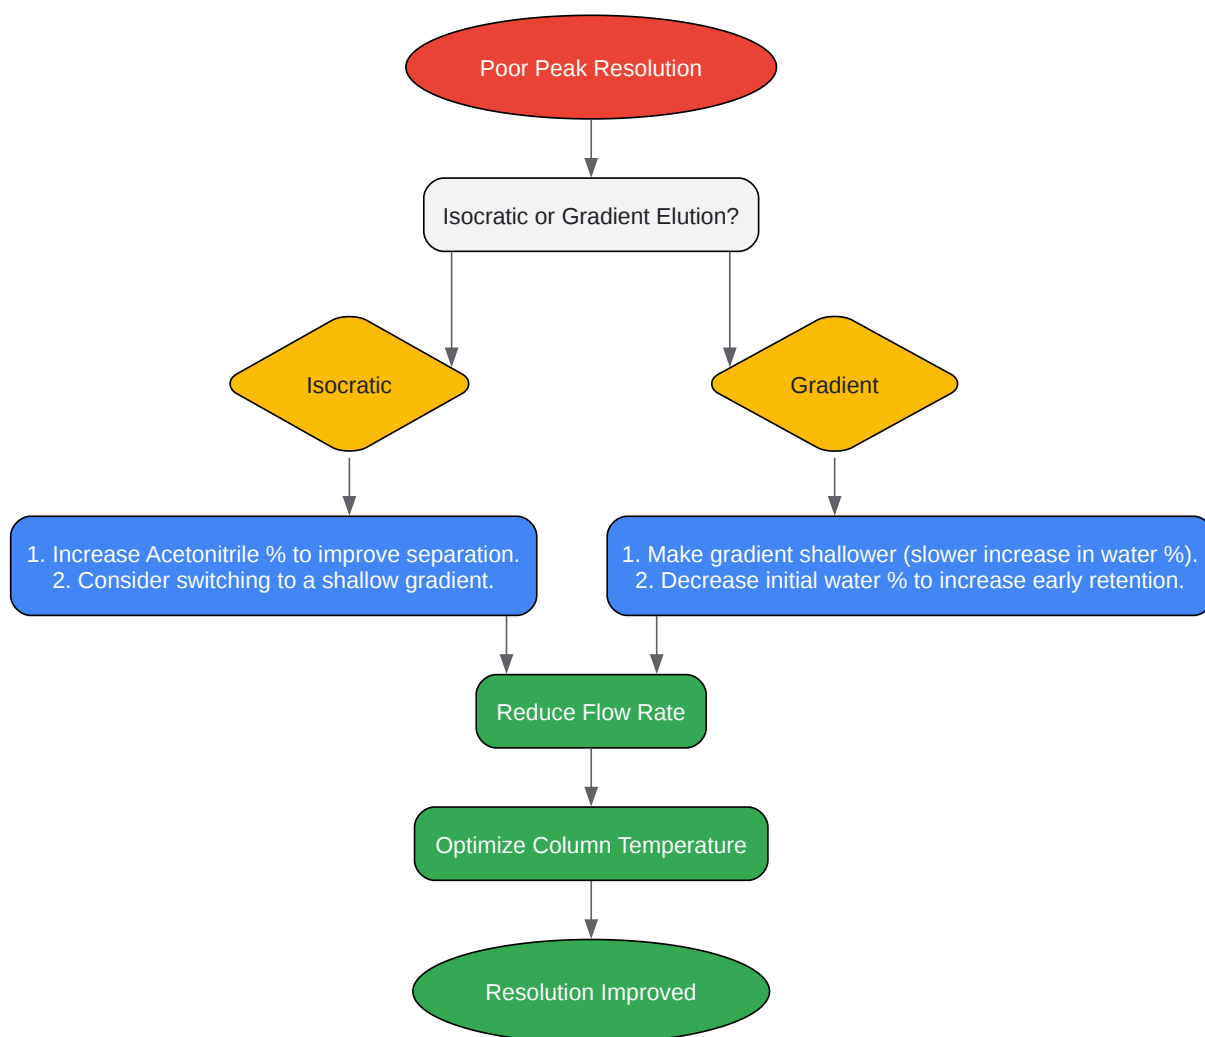 Poor Peak Resolution
Isocratic or Gradient Elution?
Isocratic
Gradient
1. Increase Acetonitrile % to improve separation.
2. Consider switching to a shallow gradient.
1. Make gradient shallower (slower increase in water %).
2. Decrease initial water % to increase early retention.
Reduce Flow Rate
Optimize Column Temperature
Resolution Improved